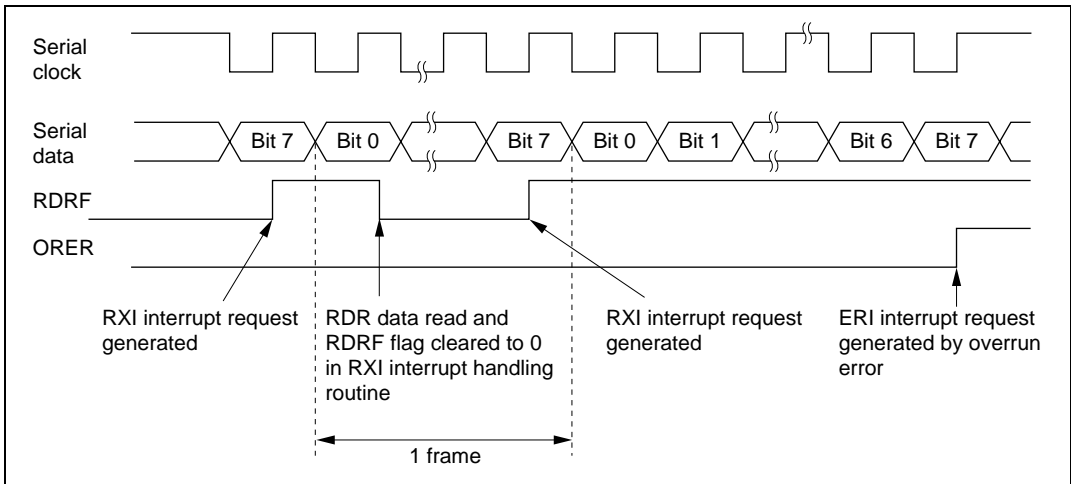 Serial
clock
Serial
data
Bit 7
Bit 0
Bit 7
Bit 0
Bit 1
Bit 6
Bit 7
RDRF
ORER
RXI interrupt request
generated
RDR data read and
RDRF flag cleared to 0
in RXI interrupt handling
routine
RXI interrupt request
generated
ERI interrupt request
generated by overrun
error
1 frame